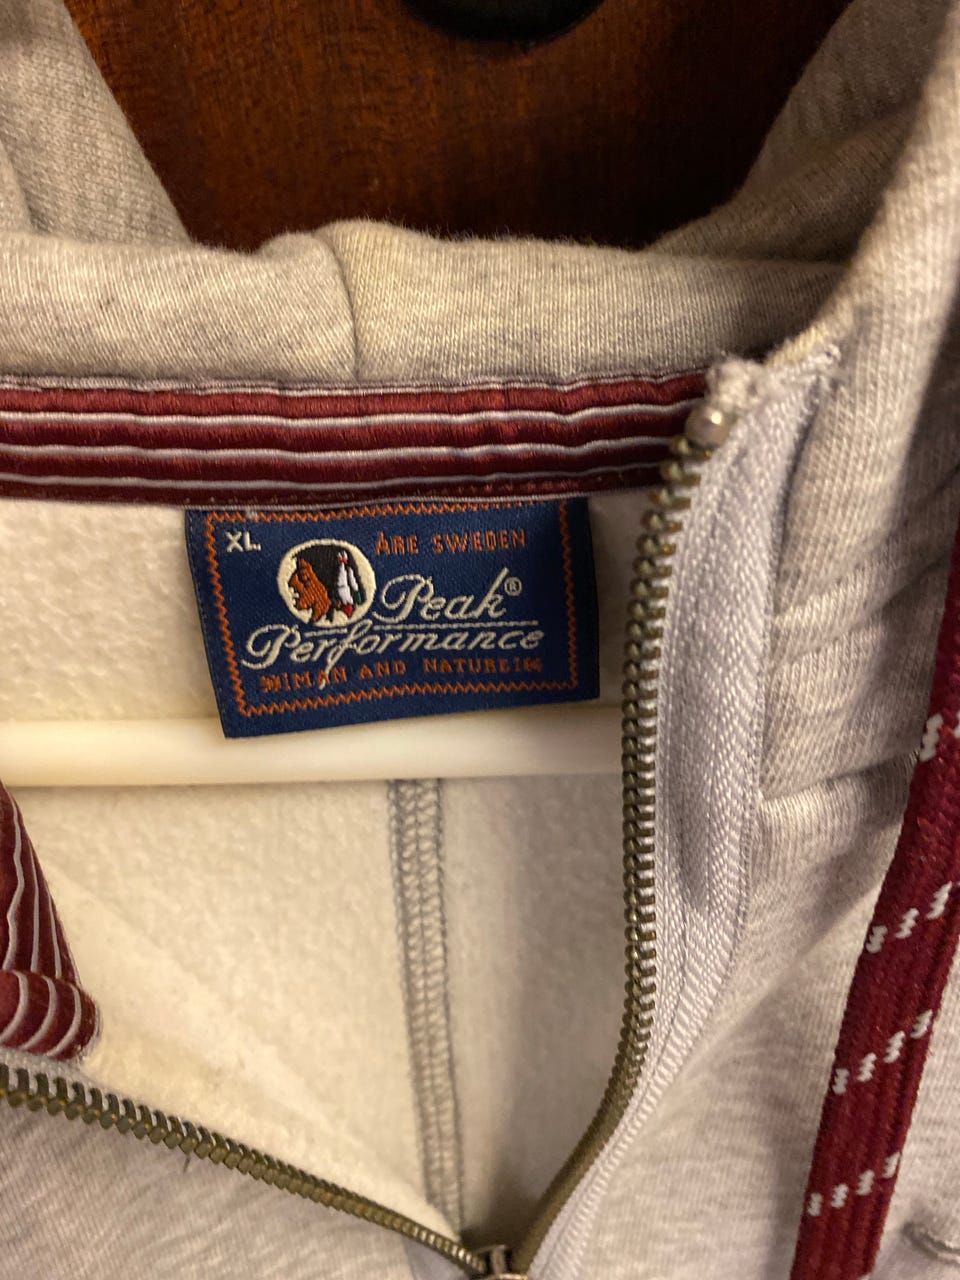 XL
ÅRE SWEDEN
Peak®
Performance
MAN AND NATURE